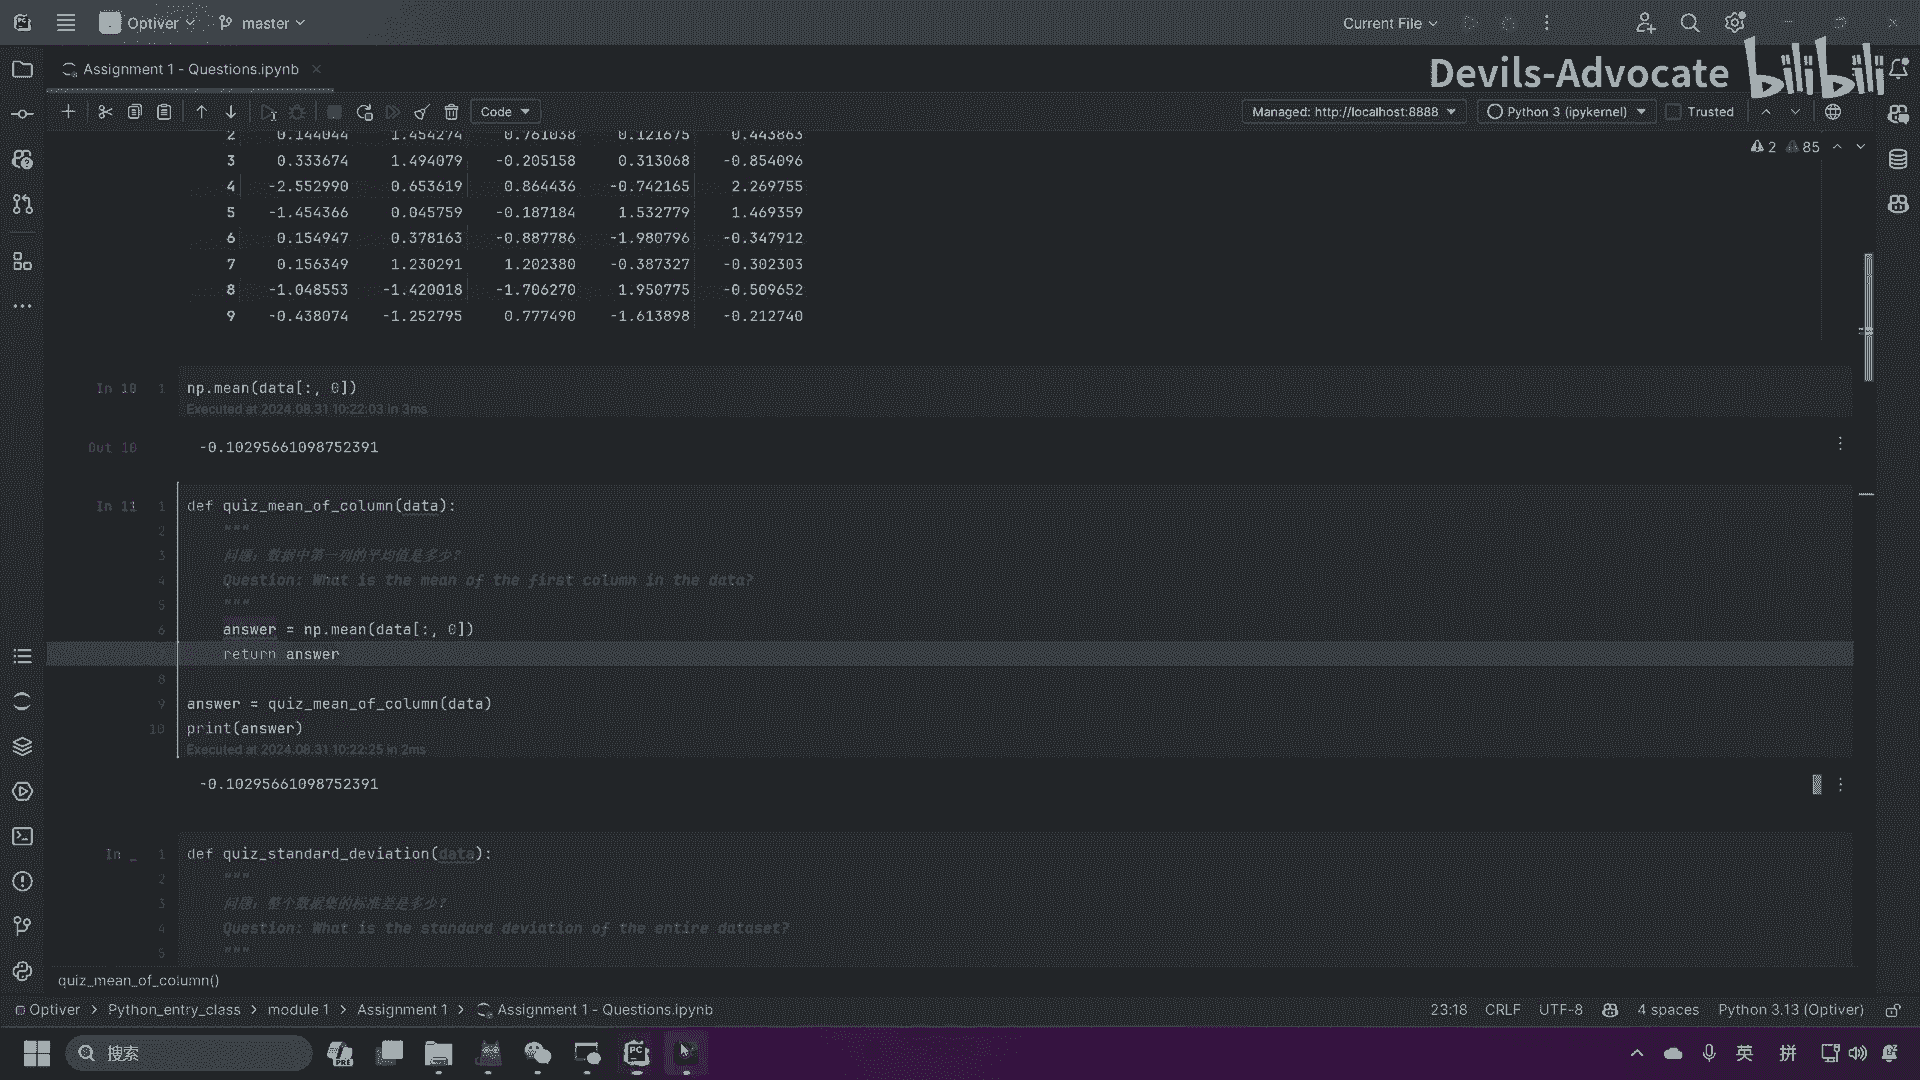 Optiver
master
Current File
Assignment 1 - Questions.ipynb
Devils-Advocate bilibili
Code
Managed: http://localhost:8888
Python 3 (ipykernel)
Trusted
2 85
2 0.144044 1.454274 0.761038 0.121675 0.443863
3 0.333674 1.494079 -0.205158 0.313068 -0.854096
4 -2.552990 0.653619 0.864436 -0.742165 2.269755
5 -1.454366 0.045759 -0.187184 1.532779 1.469359
6 0.154947 0.378163 -0.887786 -1.980796 -0.347912
7 0.156349 1.230291 1.202380 -0.387327 -0.302303
8 -1.048553 -1.420018 -1.706270 1.950775 -0.509652
9 -0.438074 -1.252795 0.777490 -1.613898 -0.212740
In 10 1 np.mean(data[:, 0])
Executed at 2024.08.31 10:22:03 in 3ms
Out 10 -0.10295661098752391
In 11 1 def quiz_mean_of_column(data):
2 """
3 问题：数据中第一列的平均值是多少？
4 Question: What is the mean of the first column in the data?
5 """
6 answer = np.mean(data[:, 0])
return answer
8
9 answer = quiz_mean_of_column(data)
10 print(answer)
Executed at 2024.08.31 10:22:25 in 2ms
-0.10295661098752391
In _ 1 def quiz_standard_deviation(data):
2 """
3 问题：整个数据集的标准差是多少？
4 Question: What is the standard deviation of the entire dataset?
5 """
quiz_mean_of_column()
Optiver > Python_entry_class > module 1 > Assignment 1 > Assignment 1 - Questions.ipynb
23:18 CRLF UTF-8 4 spaces Python 3.13 (Optiver)
搜索
PRE
PC
英 拼